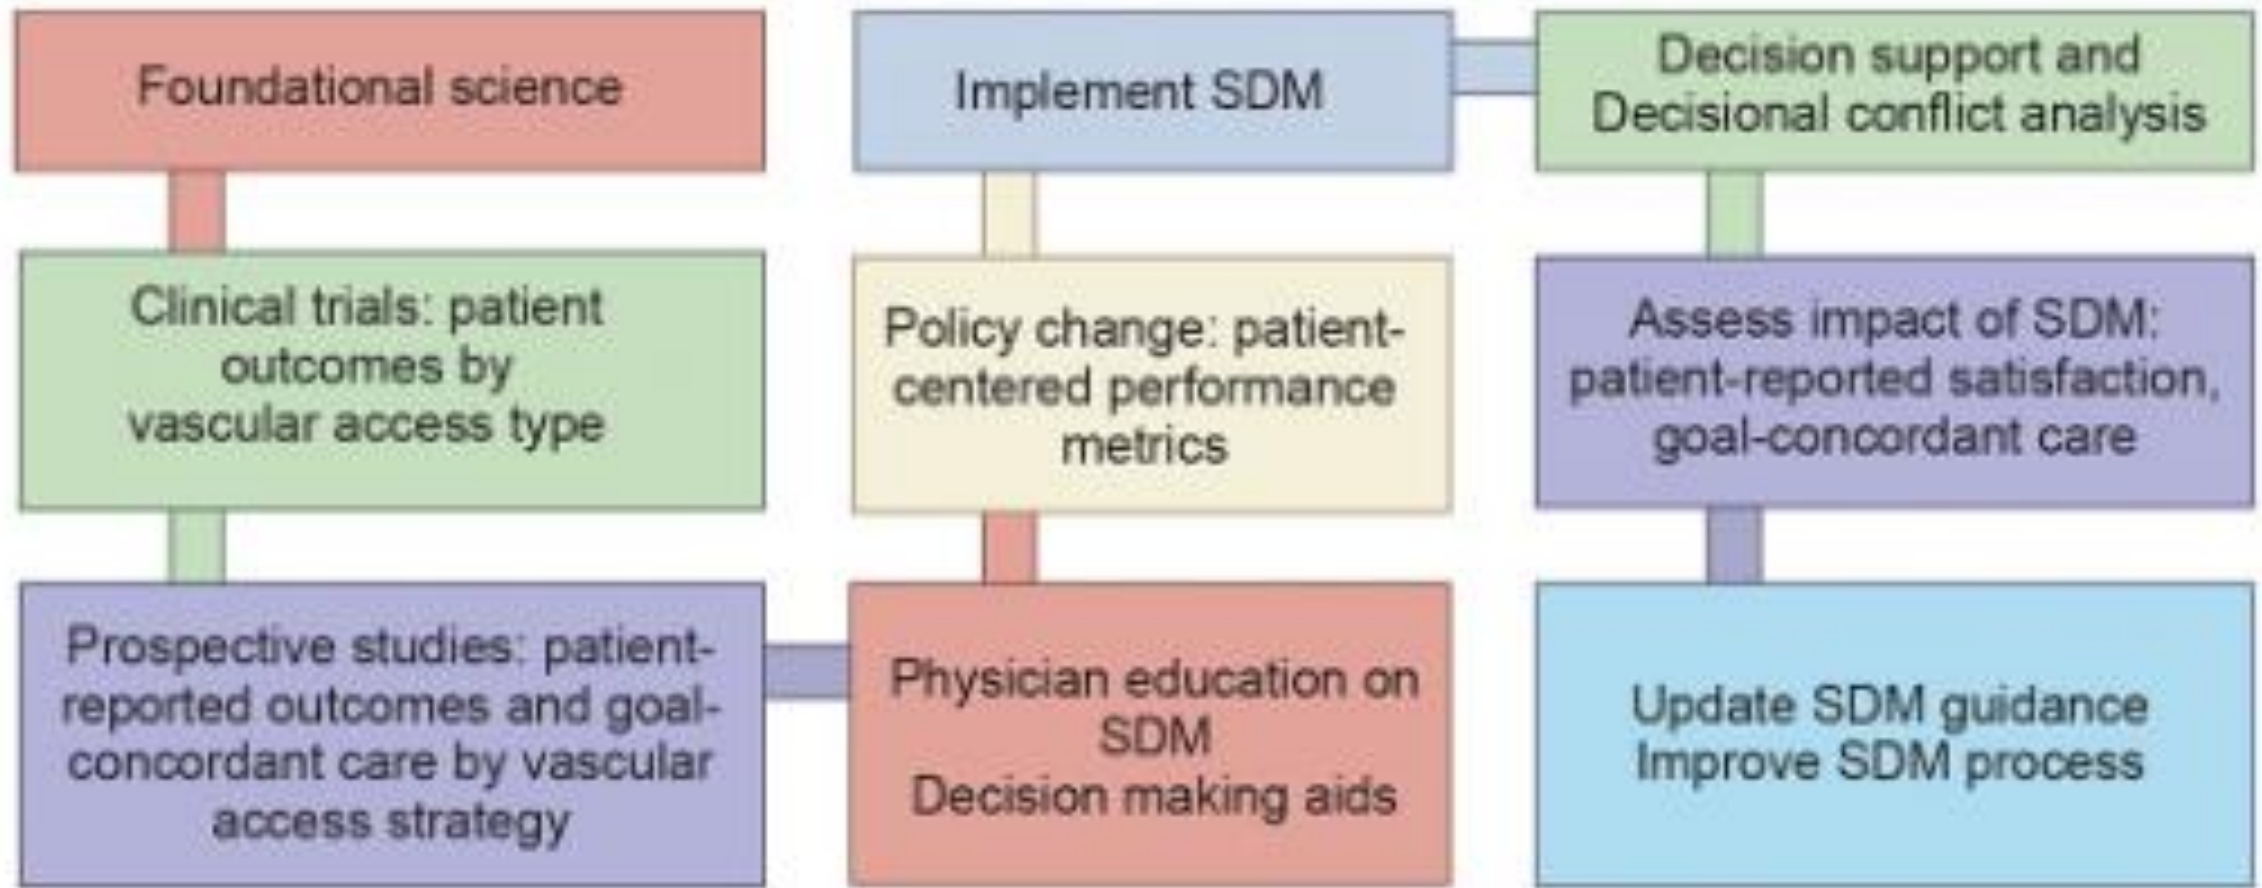 Foundational science
Clinical trials: patient
outcomes by
vascular access type
Prospective studies: patient-
reported outcomes and goal-
concordant care by vascular
access strategy
Physician education on
SDM
Decision making aids
Policy change: patient-
centered performance
metrics
Implement SDM
Decision support and
Decisional conflict analysis
Assess impact of SDM:
patient-reported satisfaction,
goal-concordant care
Update SDM guidance
Improve SDM process